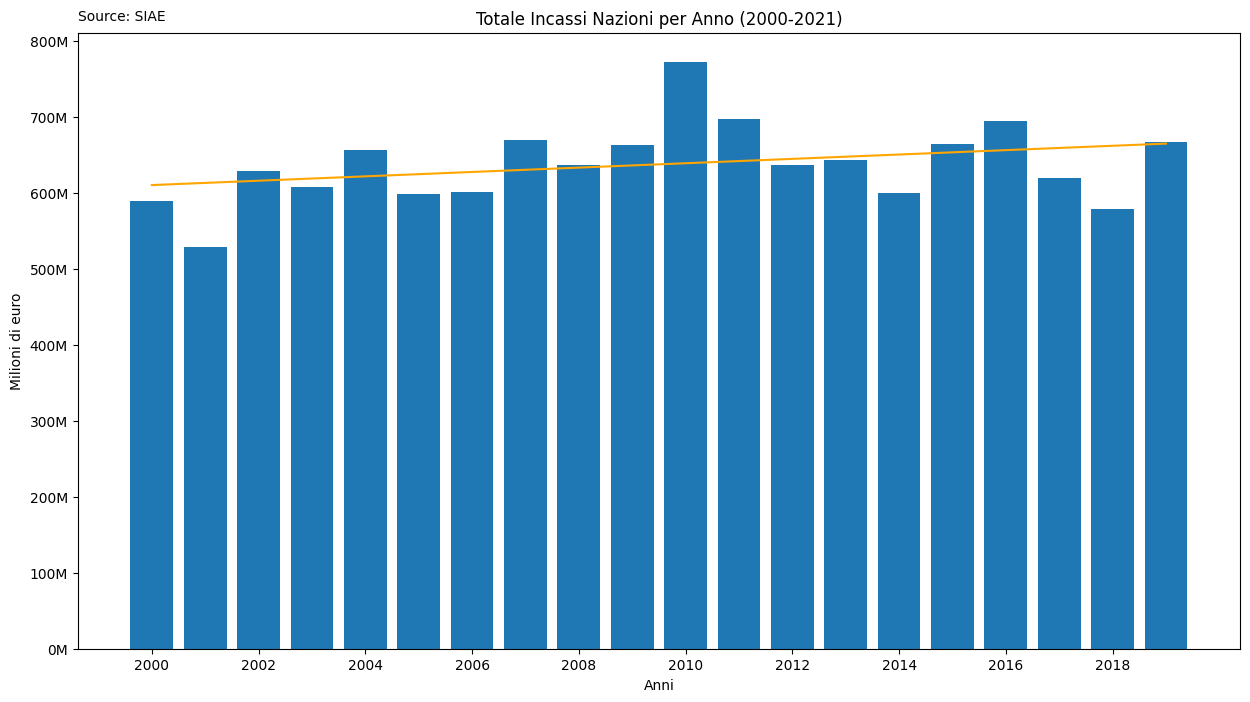 Source: SIAE
Totale Incassi Nazioni per Anno (2000-2021)
800M
700M
600M
500M
400M
300M
200M
100M
0M
Milioni di euro
2000 2002 2004 2006 2008 2010 2012 2014 2016 2018
Anni